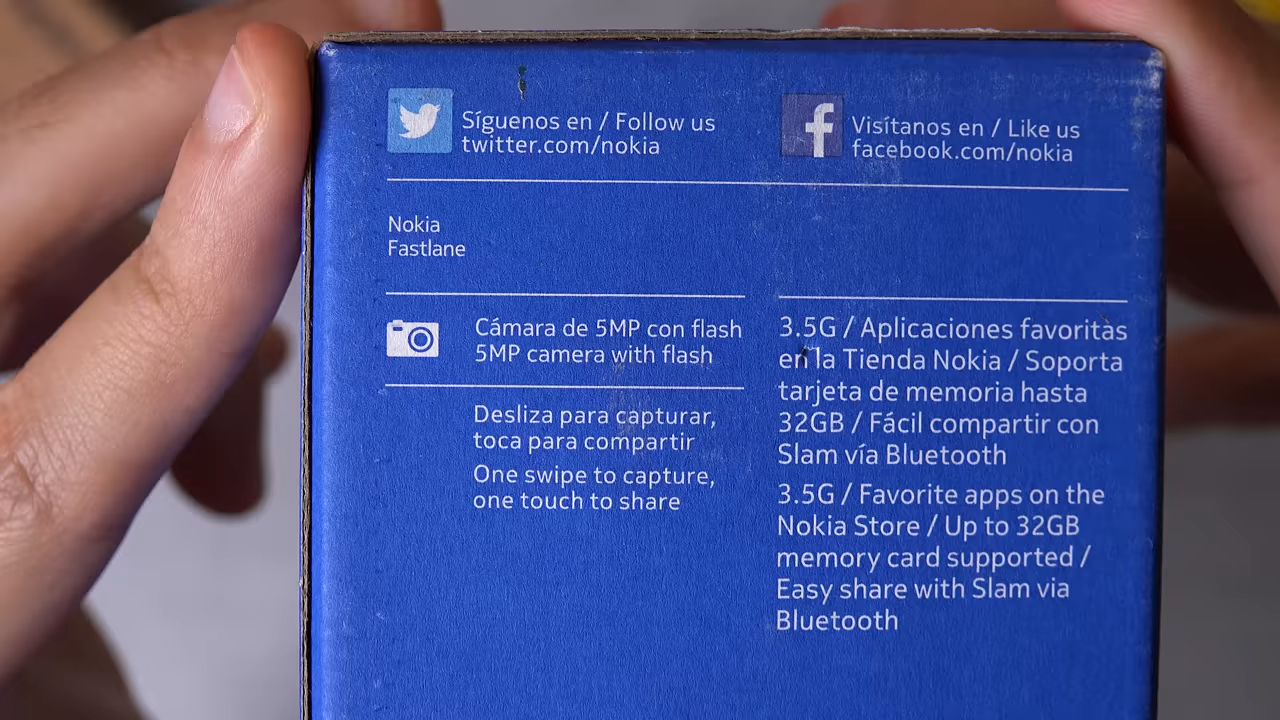 Síguenos en / Follow us
twitter.com/nokia
Visítanos en / Like us
facebook.com/nokia
Nokia
Fastlane
Cámara de 5MP con flash
5MP camera with flash
Desliza para capturar,
toca para compartir
One swipe to capture,
one touch to share
3.5G / Aplicaciones favoritas
en la Tienda Nokia / Soporta
tarjeta de memoria hasta
32GB / Fácil compartir con
Slam vía Bluetooth
3.5G / Favorite apps on the
Nokia Store / Up to 32GB
memory card supported /
Easy share with Slam via
Bluetooth